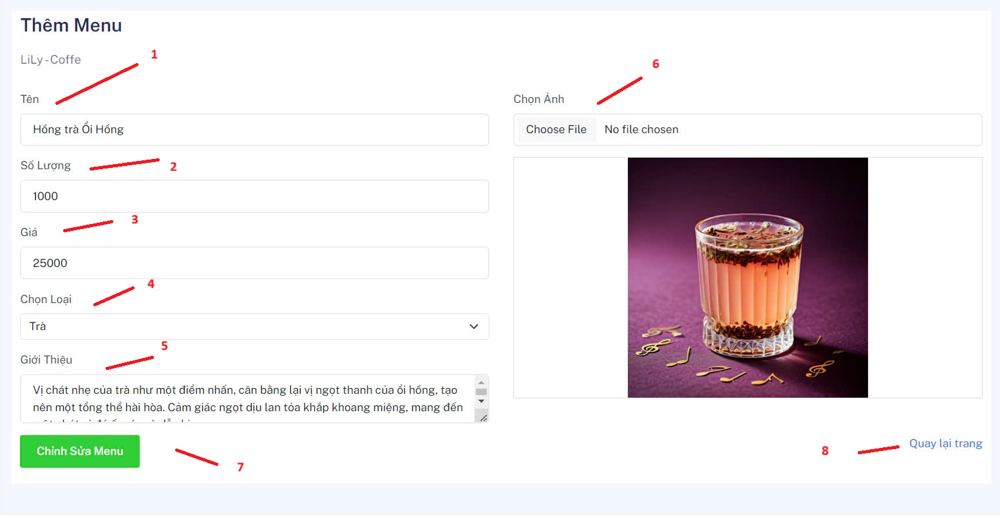 Thêm Menu
LiLy - Coffe
1
Tên
Hồng trà Ổi Hồng
Số Lượng
2
1000
3
Giá
25000
4
Chọn Loại
Trà
5
Giới Thiệu
Vị chát nhẹ của trà như một điểm nhấn, cân bằng lại vị ngọt thanh của ổi hồng, tạo
nên một tổng thể hài hòa. Cảm giác ngọt dịu lan tỏa khắp khoang miệng, mang đến
Chỉnh Sửa Menu
7
6
Chọn Ảnh
Choose File No file chosen
8
Quay lại trang